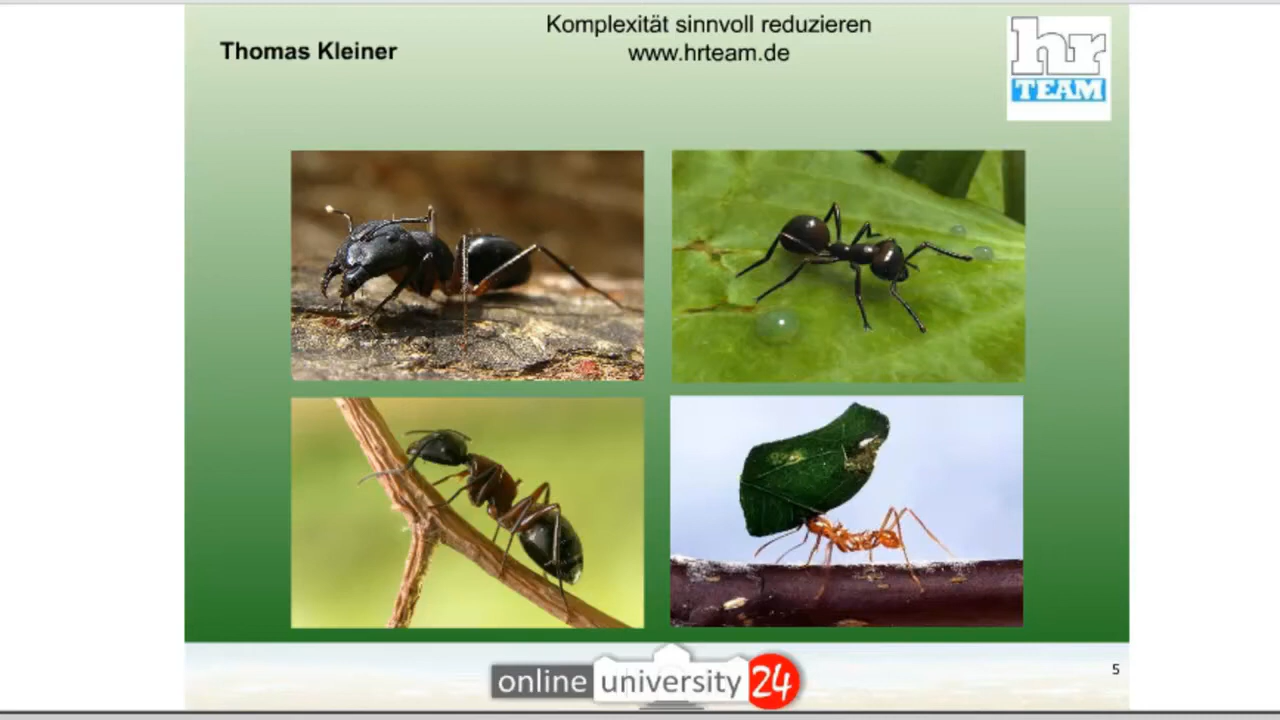 Komplexität sinnvoll reduzieren
Thomas Kleiner
www.hrteam.de
hr
TEAM
online university 24
5